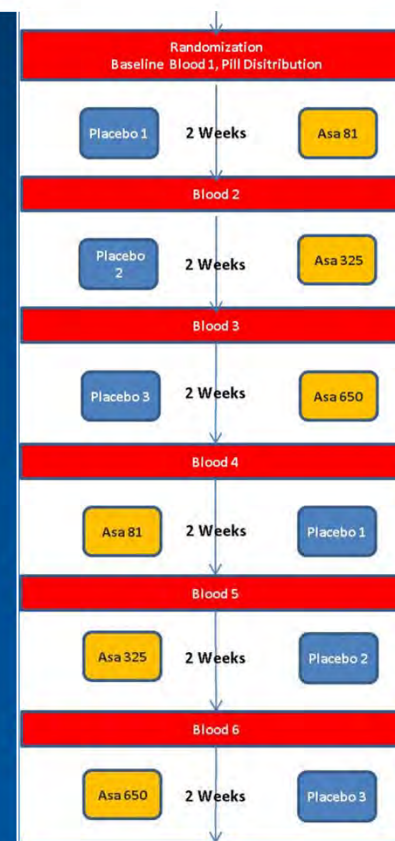 Randomization
Baseline Blood 1, Pill Disitribution
Placebo 1 2 Weeks Asa 81
Blood 2
Placebo
2
2 Weeks Asa 325
Blood 3
Placebo 3 2 Weeks Asa 650
Blood 4
Asa 81 2 Weeks Placebo 1
Blood 5
Asa 325 2 Weeks Placebo 2
Blood 6
Asa 650 2 Weeks Placebo 3